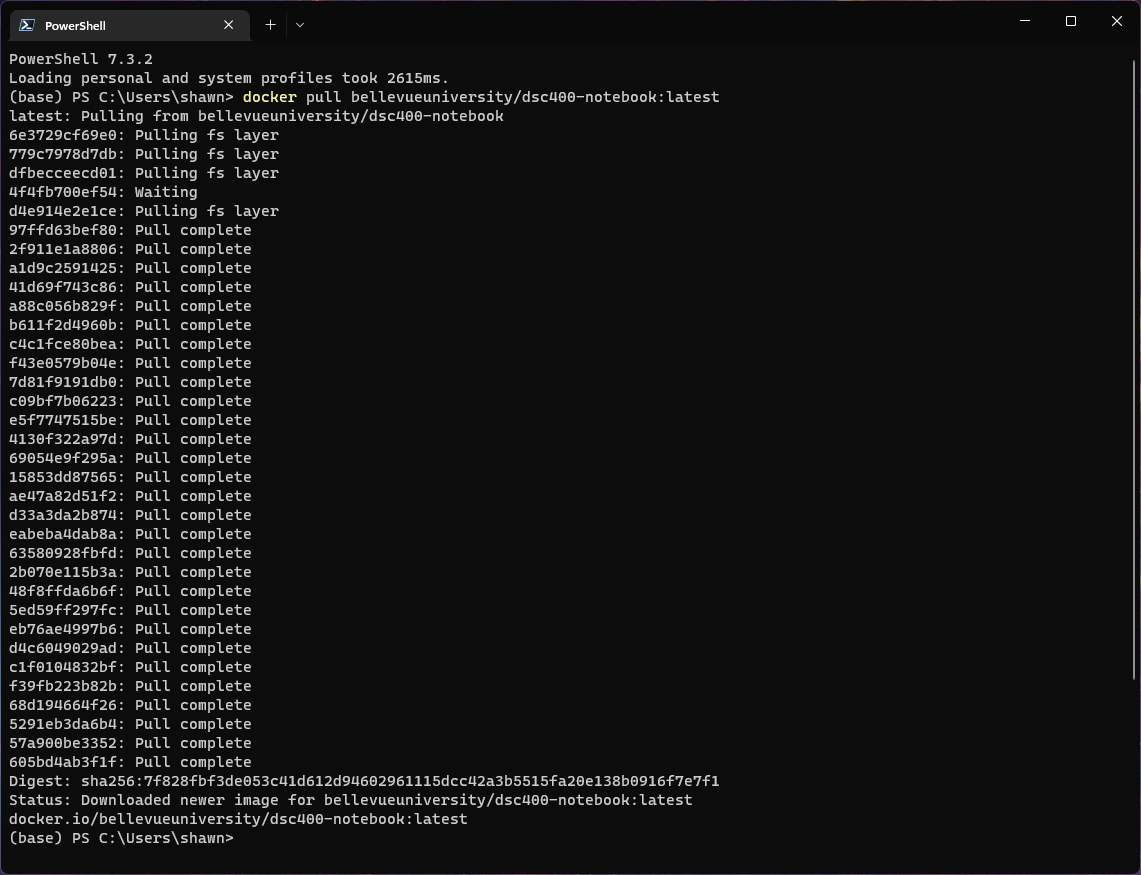 PowerShell
PowerShell 7.3.2
Loading personal and system profiles took 2615ms.
(base) PS C:\Users\shawn> docker pull bellevueuniversity/dsc400-notebook:latest
latest: Pulling from bellevueuniversity/dsc400-notebook
6e3729cf69e0: Pulling fs layer
779c7978d7db: Pulling fs layer
dfbecceecd01: Pulling fs layer
4f4fb700ef54: Waiting
d4e914e2e1ce: Pulling fs layer
97ffd63bef80: Pull complete
2f911e1a8806: Pull complete
a1d9c2591425: Pull complete
41d69f743c86: Pull complete
a88c056b829f: Pull complete
b611f2d4960b: Pull complete
c4c1fce80bea: Pull complete
f43e0579b04e: Pull complete
7d81f9191db0: Pull complete
c09bf7b06223: Pull complete
e5f7747515be: Pull complete
4130f322a97d: Pull complete
69054e9f295a: Pull complete
15853dd87565: Pull complete
ae47a82d51f2: Pull complete
d33a3da2b874: Pull complete
eabeba4dab8a: Pull complete
63580928fbfd: Pull complete
2b070e115b3a: Pull complete
48f8ffda6b6f: Pull complete
5ed59ff297fc: Pull complete
eb76ae4997b6: Pull complete
d4c6049029ad: Pull complete
c1f0104832bf: Pull complete
f39fb223b82b: Pull complete
68d194664f26: Pull complete
5291eb3da6b4: Pull complete
57a900be3352: Pull complete
605bd4ab3f1f: Pull complete
Digest: sha256:7f828fbf3de053c41d612d94602961115dcc42a3b5515fa20e138b0916f7e7f1
Status: Downloaded newer image for bellevueuniversity/dsc400-notebook:latest
docker.io/bellevueuniversity/dsc400-notebook:latest
(base) PS C:\Users\shawn>